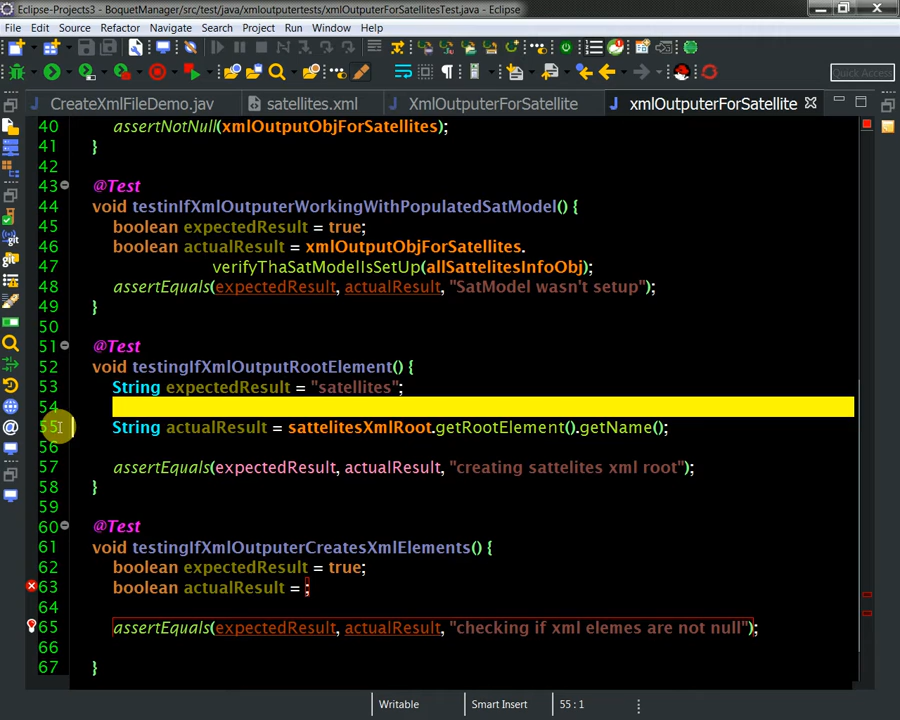 Eclipse-Projects3 - BoquetManager/src/test/java/xmloutputertests/xmlOutputerForSatellitesTest.java - Eclipse
File Edit Source Refactor Navigate Search Project Run Window Help
Quick Access
CreateXmlFileDemo.jav satellites.xml XmlOutputerForSatellite xmlOutputerForSatellite
40 assertNotNull(xmlOutputObjForSatellites);
41 }
42
43 @Test
44 void testinIfXmlOutputerWorkingWithPopulatedSatModel() {
45 boolean expectedResult = true;
46 boolean actualResult = xmlOutputObjForSatellites.
47 verifyThaSatModelIsSetUp(allSattelitesInfoObj);
48 assertEquals(expectedResult, actualResult, "SatModel wasn't setup");
49 }
50
51 @Test
52 void testingIfXmlOutputRootElement() {
53 String expectedResult = "satellites";
54
55 String actualResult = sattelitesXmlRoot.getRootElement().getName();
56
57 assertEquals(expectedResult, actualResult, "creating sattelites xml root");
58 }
59
60 @Test
61 void testingIfXmlOutputerCreatesXmlElements() {
62 boolean expectedResult = true;
63 boolean actualResult = ;
64
65 assertEquals(expectedResult, actualResult, "checking if xml elemes are not null");
66
67 }
Writable Smart Insert 55 : 1